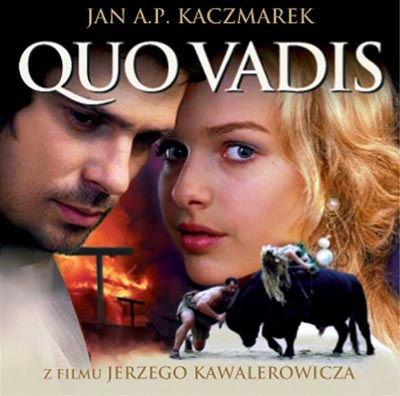 JAN A.P. KACZMAREK
QUO VADIS
Z FILMU JERZEGO KAWALEROWICZA